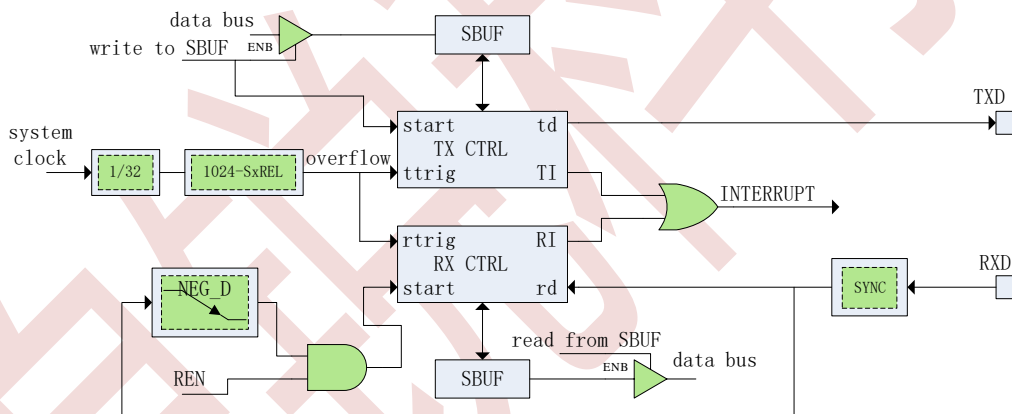 data bus
write to SBUF
ENB
SBUF
TXD
system
clock
1/32
1024-SxREL
overflow
start
td
TX CTRL
ttrig
TI
INTERRUPT
rtrig
RI
RX CTRL
start
rd
RXD
SYNC
NEG_D
REN
read from SBUF
ENB
data bus
SBUF